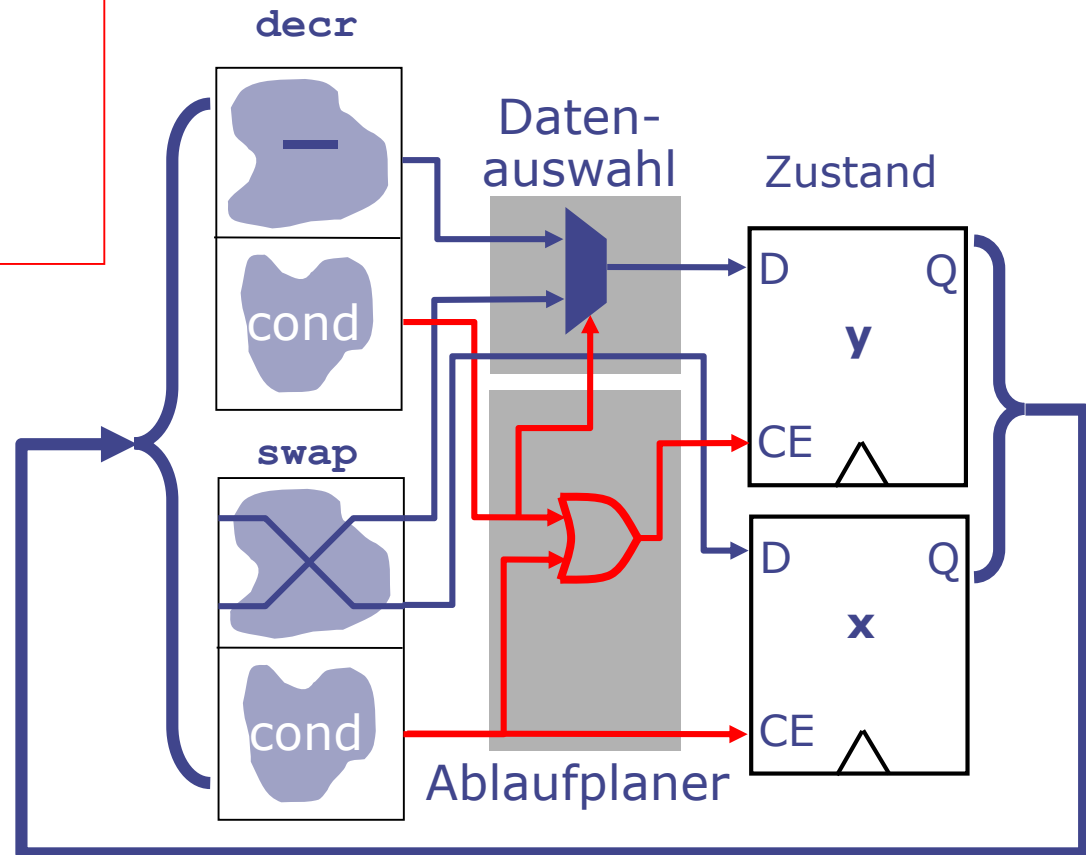 decr
Daten-
auswahl
Zustand
D
Q
cond
y
CE
swap
D
Q
x
cond
CE
Ablaufplaner